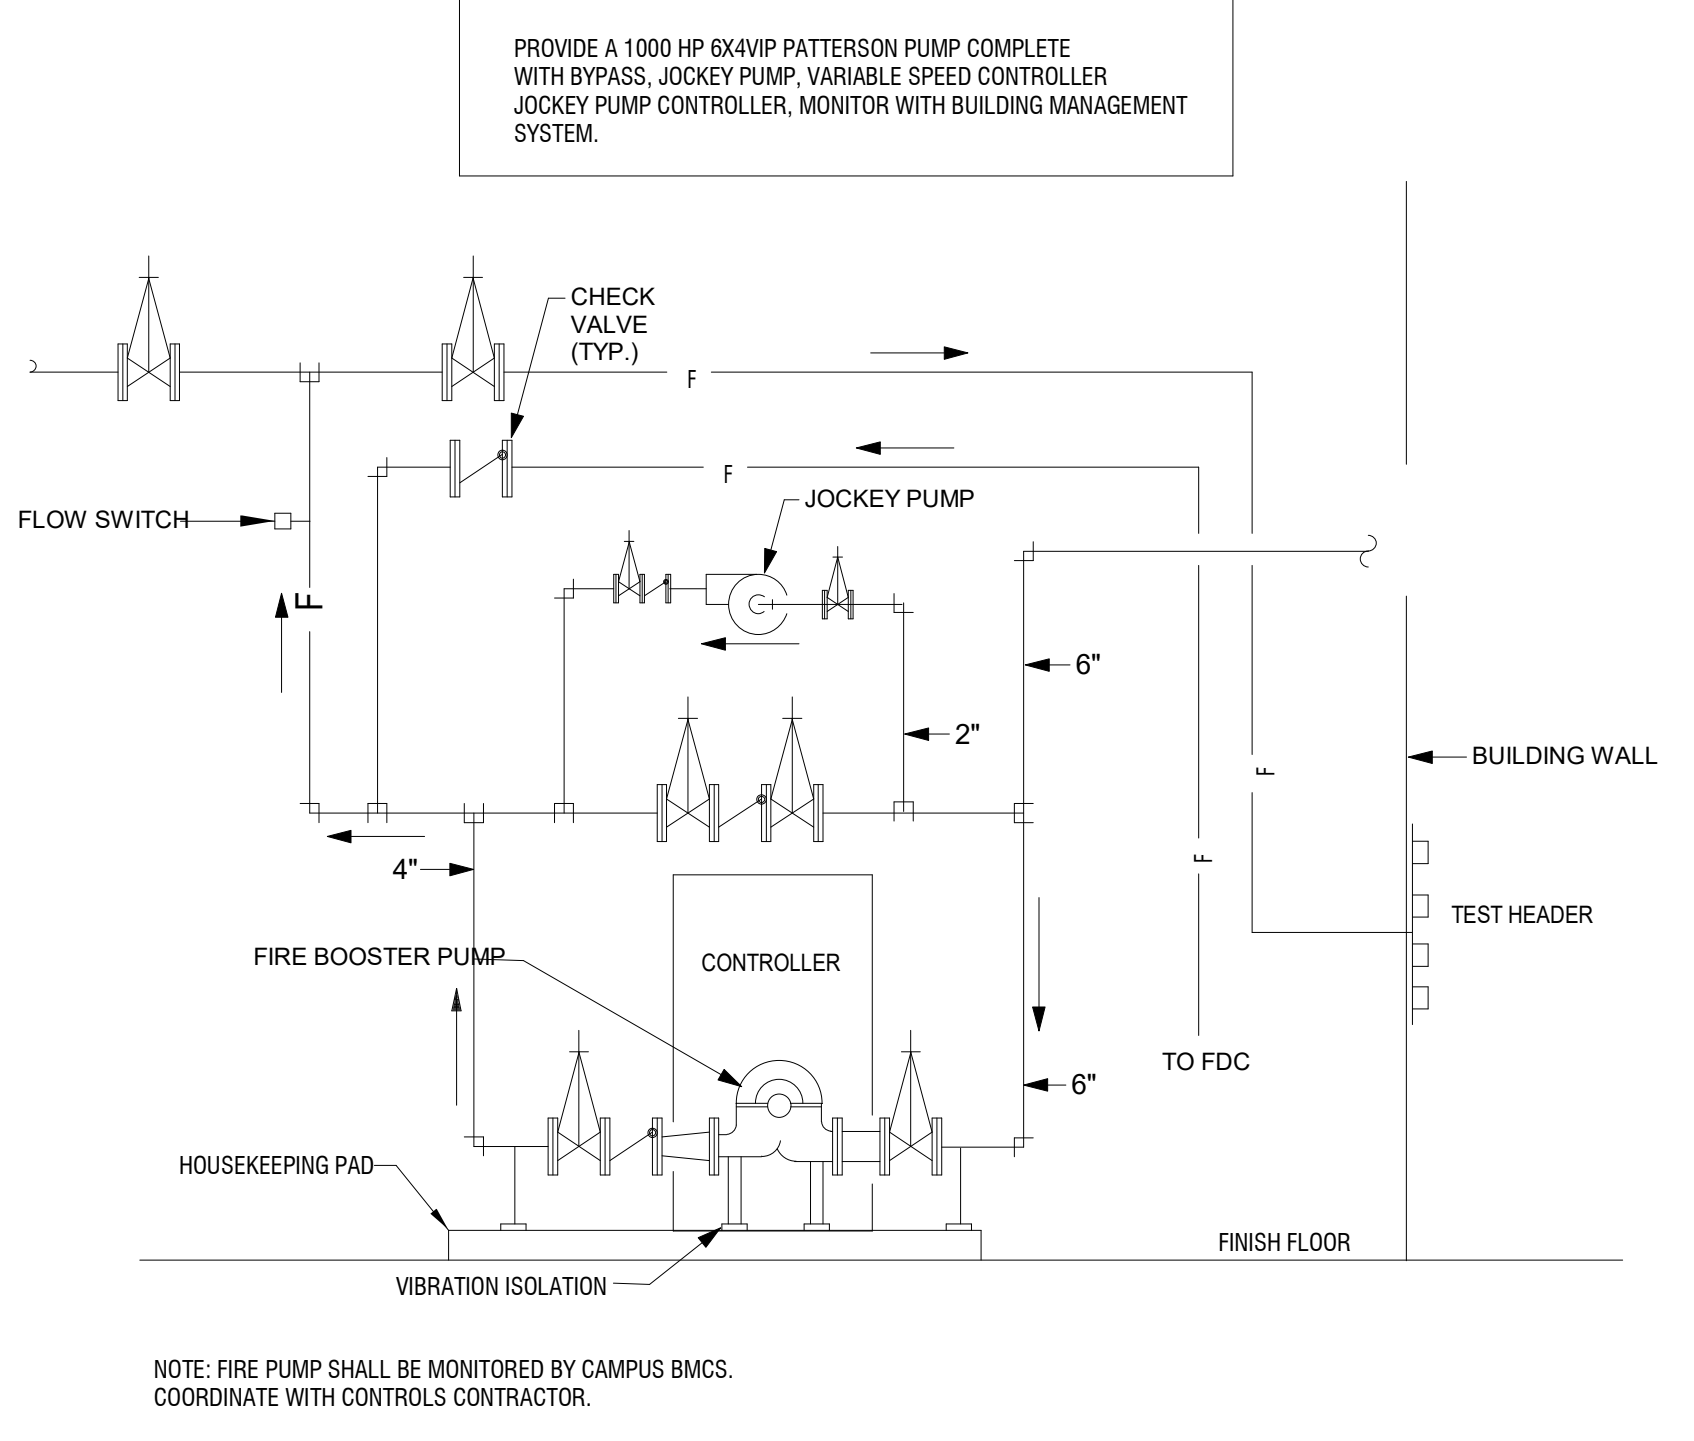 PROVIDE A 1000 HP 6X4VIP PATTERSON PUMP COMPLETE
WITH BYPASS, JOCKEY PUMP, VARIABLE SPEED CONTROLLER
JOCKEY PUMP CONTROLLER, MONITOR WITH BUILDING MANAGEMENT
SYSTEM.
CHECK
VALVE
(TYP.)
F
F
JOCKEY PUMP
FLOW SWITCH
F
6"
2"
BUILDING WALL
F
4"
F
TEST HEADER
FIRE BOOSTER PUMP
CONTROLLER
TO FDC
6"
HOUSEKEEPING PAD
FINISH FLOOR
VIBRATION ISOLATION
NOTE: FIRE PUMP SHALL BE MONITORED BY CAMPUS BMCS.
COORDINATE WITH CONTROLS CONTRACTOR.